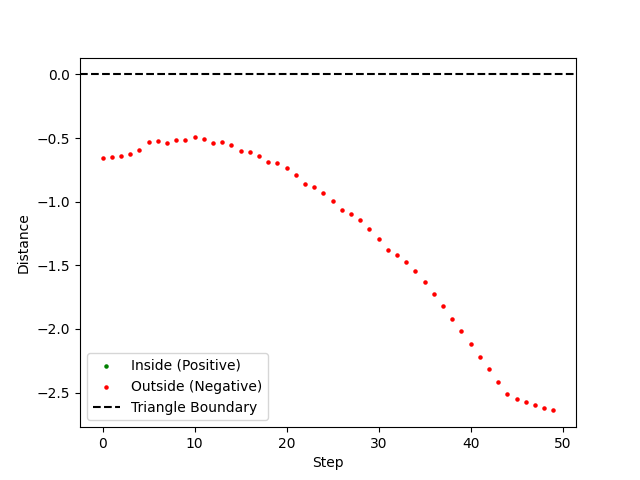 0.0
−0.5
−1.0
−1.5
−2.0
−2.5
Distance
Inside (Positive)
Outside (Negative)
Triangle Boundary
0 10 20 30 40 50
Step